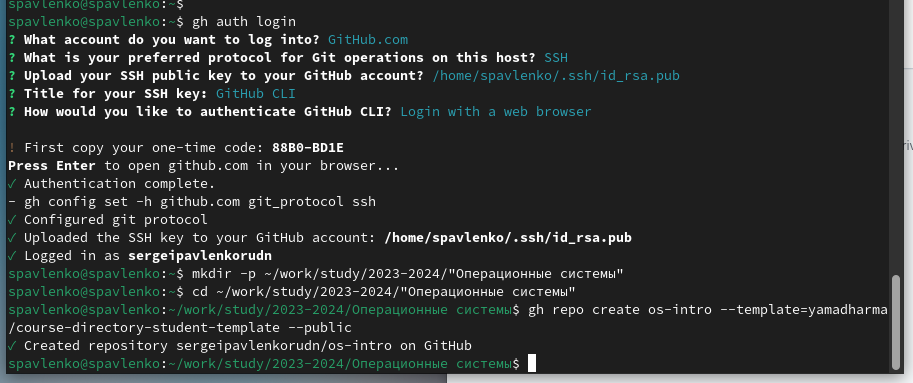 spavlenko@spavlenko:~$
spavlenko@spavlenko:~$ gh auth login
? What account do you want to log into? GitHub.com
? What is your preferred protocol for Git operations on this host? SSH
? Upload your SSH public key to your GitHub account? /home/spavlenko/.ssh/id_rsa.pub
? Title for your SSH key: GitHub CLI
? How would you like to authenticate GitHub CLI? Login with a web browser
! First copy your one-time code: 88B0-BD1E
Press Enter to open github.com in your browser...
✓ Authentication complete.
- gh config set -h github.com git_protocol ssh
✓ Configured git protocol
✓ Uploaded the SSH key to your GitHub account: /home/spavlenko/.ssh/id_rsa.pub
✓ Logged in as sergeipavlenkorudn
spavlenko@spavlenko:~$ mkdir -p ~/work/study/2023-2024/"Операционные системы"
spavlenko@spavlenko:~$ cd ~/work/study/2023-2024/"Операционные системы"
spavlenko@spavlenko:~/work/study/2023-2024/Операционные системы$ gh repo create os-intro --template=yamadharma
/course-directory-student-template --public
✓ Created repository sergeipavlenkorudn/os-intro on GitHub
spavlenko@spavlenko:~/work/study/2023-2024/Операционные системы$